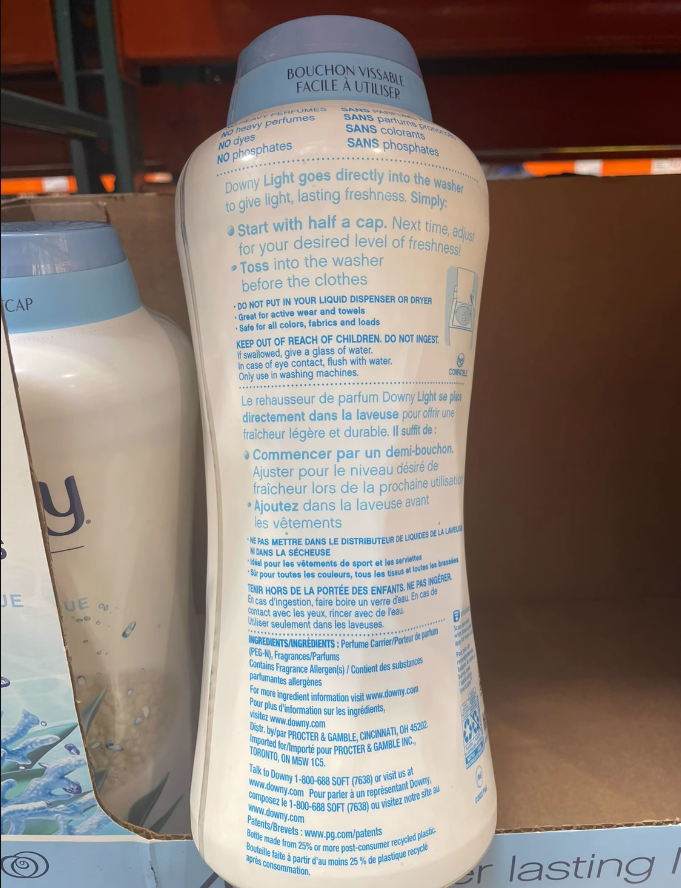 BOUCHON VISSABLE
FACILE À UTILISER
NO heavy perfumes
NO dyes
NO phosphates
SANS parfums
SANS colorants
SANS phosphates
Downy Light goes directly into the washer
to give light, lasting freshness. Simply:
• Start with half a cap. Next time, adjust
for your desired level of freshness!
• Toss into the washer
before the clothes
• DO NOT PUT IN YOUR LIQUID DISPENSER OR DRYER
• Great for active wear and towels
• Safe for all colors, fabrics and loads
KEEP OUT OF REACH OF CHILDREN. DO NOT INGEST.
If swallowed, give a glass of water.
In case of eye contact, flush with water.
Only use in washing machines.
Le rehausseur de parfum Downy Light se place
directement dans la laveuse pour offrir une
fraîcheur légère et durable. Il suffit de :
• Commencer par un demi-bouchon.
Ajuster pour le niveau désiré de
fraîcheur lors de la prochaine utilisation
• Ajoutez dans la laveuse avant
les vêtements
• NE PAS METTRE DANS LE DISTRIBUTEUR DE LIQUIDES DE LA LAVEUSE
NI DANS LA SÉCHEUSE
• Idéal pour les vêtements de sport et les serviettes
• Sûr pour toutes les couleurs, tous les tissus et toutes les brassées
TENIR HORS DE LA PORTÉE DES ENFANTS. NE PAS INGÉRER.
En cas d'ingestion, faire boire un verre d'eau. En cas de
contact avec les yeux, rincer avec de l'eau.
Utiliser seulement dans les laveuses.
INGREDIENTS/INGRÉDIENTS : Perfume Carrier/Porteur de parfum
(PEG-N), Fragrances/Parfums
Contains Fragrance Allergen(s) / Contient des substances
parfumantes allergènes
For more ingredient information visit www.downy.com
Pour plus d'information sur les ingrédients,
visitez www.downy.com
Distr. by/par PROCTER & GAMBLE, CINCINNATI, OH 45202
Imported for/Importé pour PROCTER & GAMBLE INC.,
TORONTO, ON M5W 1C5.
Talk to Downy 1-800-688 SOFT (7638) or visit us at
www.downy.com Pour parler à un représentant Downy,
composez le 1-800-688 SOFT (7638) ou visitez notre site au
www.downy.com
Patents/Brevets : www.pg.com/patents
Bottle made from 25% or more post-consumer recycled plastic.
Bouteille faite à partir d'au moins 25 % de plastique recyclé
après consommation.
CAP
y.
UE
er lasting